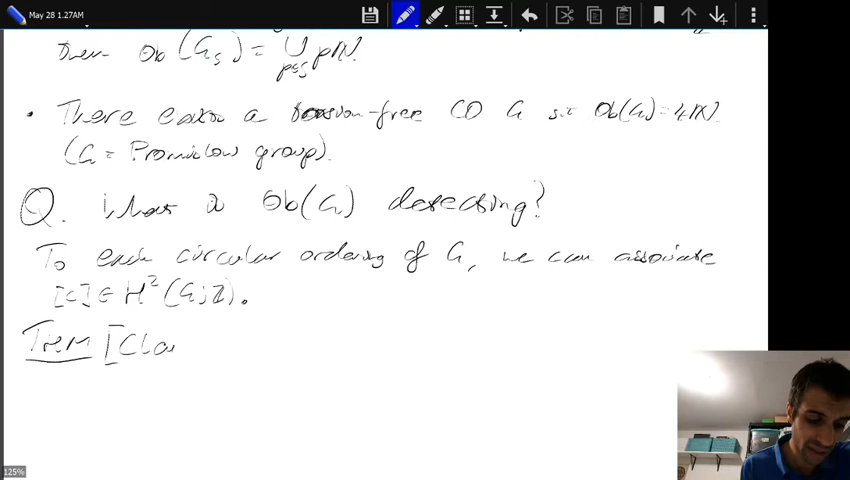 May 28 1.27AM
then Ob(G_S) = ⋃_{p∈S} pℕ.
• There exists a torsion-free CO G s.t. Ob(G) = 4ℕ.
(G = Promislow group).
Q. What is Ob(G) detecting?
To each circular ordering of G, we can associate
[c] ∈ H²(G; ℤ).
THM [Cla
125%